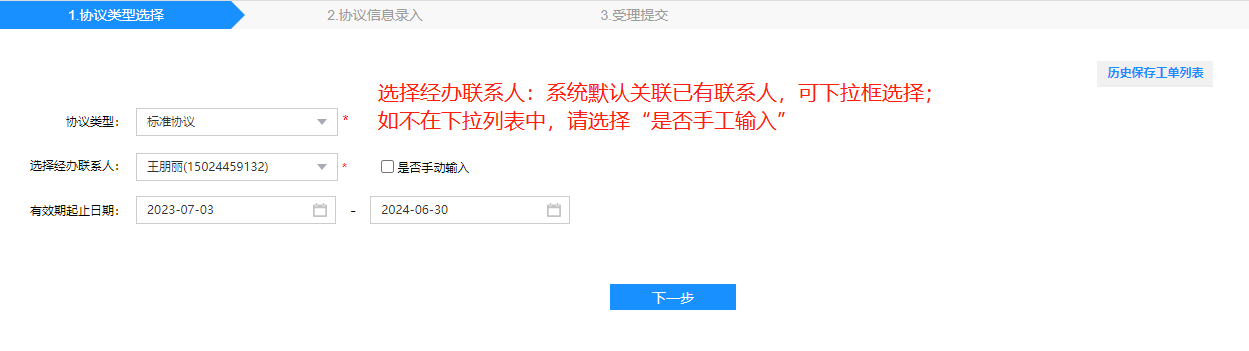 1.协议类型选择
2.协议信息录入
3.受理提交
历史保存工单列表
选择经办联系人：系统默认关联已有联系人，可下拉框选择；
如不在下拉列表中，请选择“是否手工输入”
协议类型： 标准协议 *
选择经办联系人： 王朋丽(15024459132) * 是否手动输入
有效期起止日期： 2023-07-03 - 2024-06-30
下一步